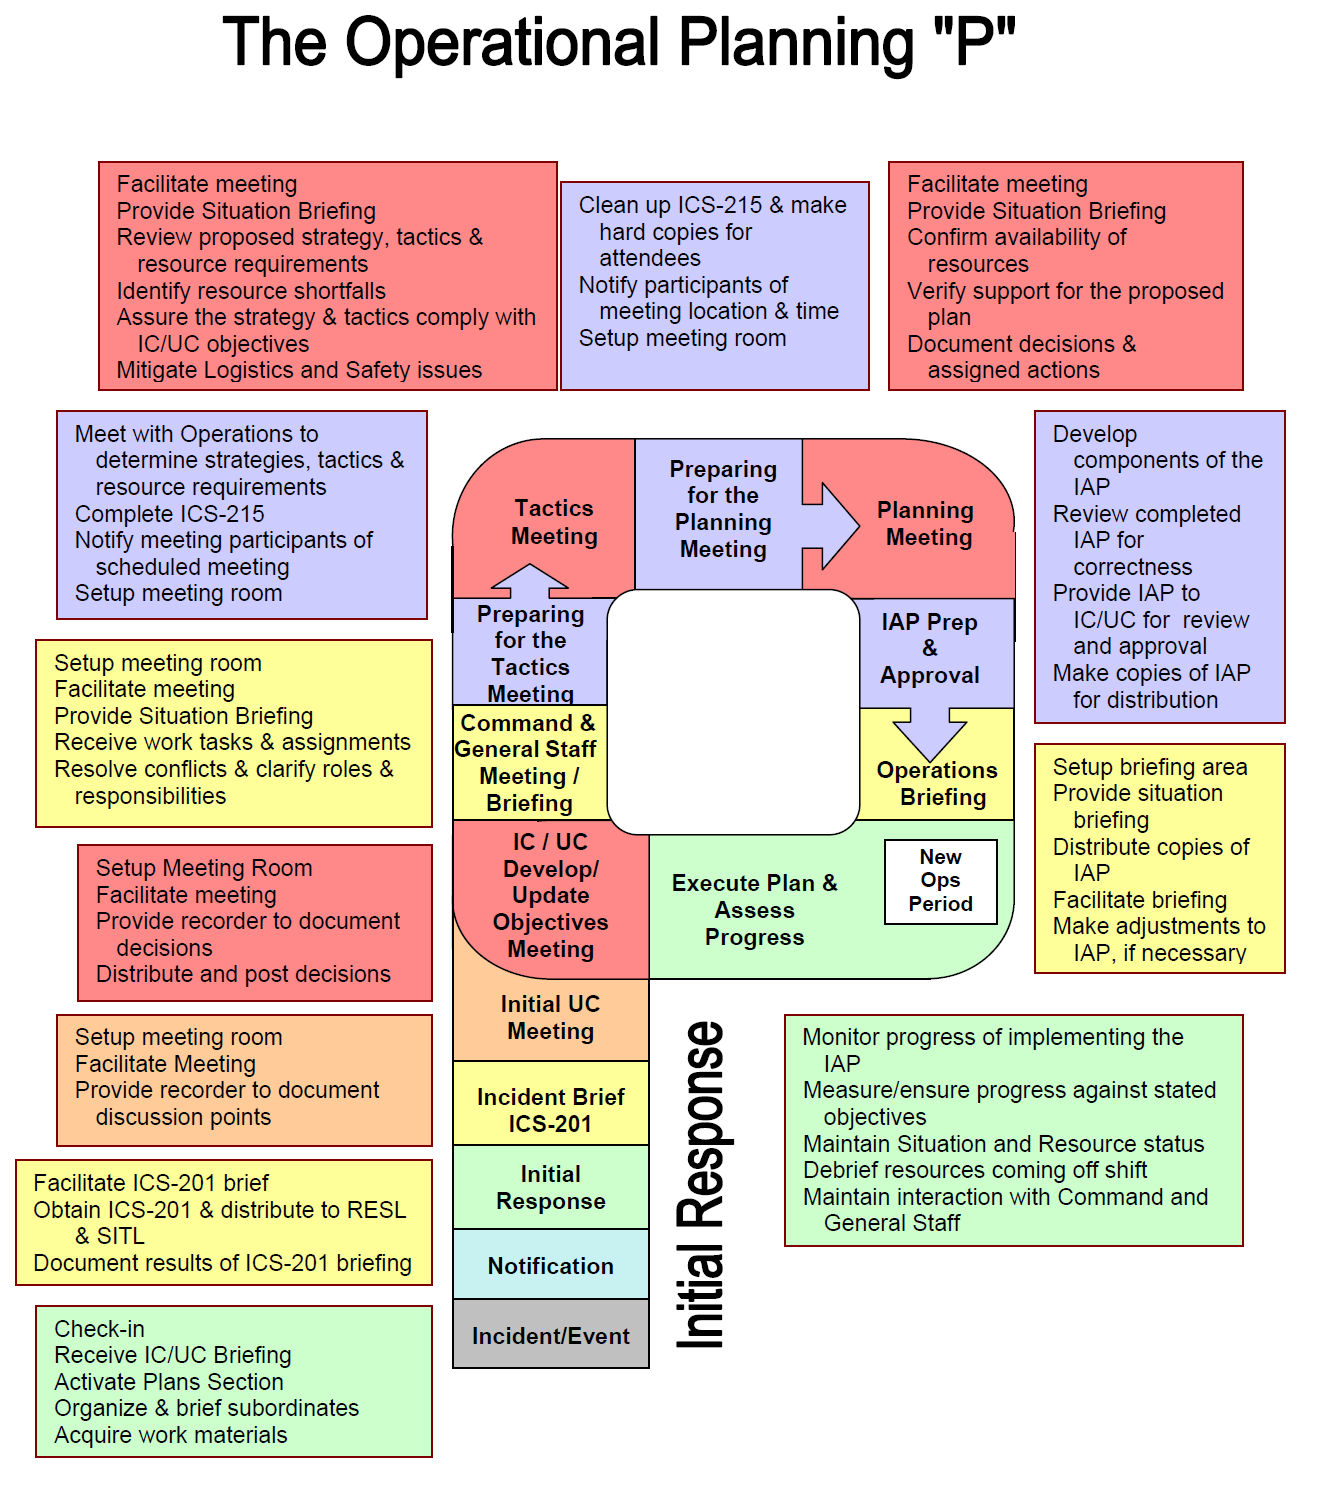 The Operational Planning "P"
Facilitate meeting
Provide Situation Briefing
Review proposed strategy, tactics &
resource requirements
Identify resource shortfalls
Assure the strategy & tactics comply with
IC/UC objectives
Mitigate Logistics and Safety issues
Clean up ICS-215 & make
hard copies for
attendees
Notify participants of
meeting location & time
Setup meeting room
Facilitate meeting
Provide Situation Briefing
Confirm availability of
resources
Verify support for the proposed
plan
Document decisions &
assigned actions
Meet with Operations to
determine strategies, tactics &
resource requirements
Complete ICS-215
Notify meeting participants of
scheduled meeting
Setup meeting room
Setup meeting room
Facilitate meeting
Provide Situation Briefing
Receive work tasks & assignments
Resolve conflicts & clarify roles &
responsibilities
Setup Meeting Room
Facilitate meeting
Provide recorder to document
decisions
Distribute and post decisions
Setup meeting room
Facilitate Meeting
Provide recorder to document
discussion points
Facilitate ICS-201 brief
Obtain ICS-201 & distribute to RESL
& SITL
Document results of ICS-201 briefing
Check-in
Receive IC/UC Briefing
Activate Plans Section
Organize & brief subordinates
Acquire work materials
Tactics
Meeting
Preparing
for the
Planning
Meeting
Planning
Meeting
Preparing
for the
Tactics
Meeting
IAP Prep
&
Approval
Command &
General Staff
Meeting /
Briefing
Operations
Briefing
IC / UC
Develop/
Update
Objectives
Meeting
Execute Plan &
Assess
Progress
New
Ops
Period
Initial UC
Meeting
Incident Brief
ICS-201
Initial
Response
Notification
Incident/Event
Initial Response
Develop
components of the
IAP
Review completed
IAP for
correctness
Provide IAP to
IC/UC for review
and approval
Make copies of IAP
for distribution
Setup briefing area
Provide situation
briefing
Distribute copies of
IAP
Facilitate briefing
Make adjustments to
IAP, if necessary
Monitor progress of implementing the
IAP
Measure/ensure progress against stated
objectives
Maintain Situation and Resource status
Debrief resources coming off shift
Maintain interaction with Command and
General Staff